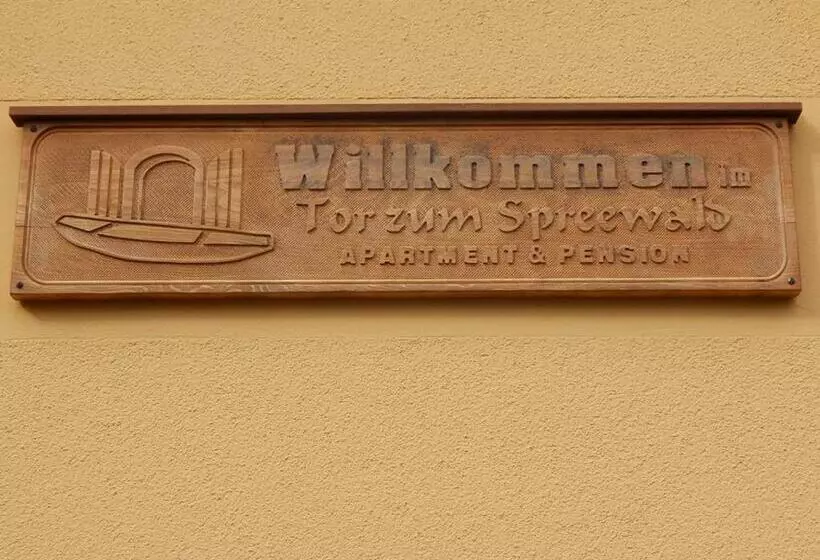 Willkommen im
Tor zum Spreewald
APARTMENT & PENSION